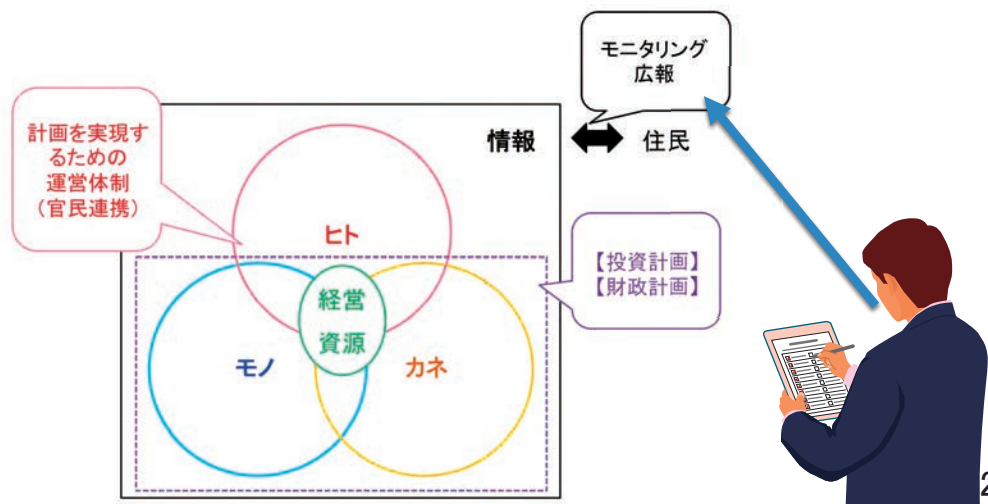 モニタリング
広報
計画を実現す
るための
運営体制
（官民連携）
情報
住民
ヒト
【投資計画】
【財政計画】
経営
資源
モノ
カネ
2